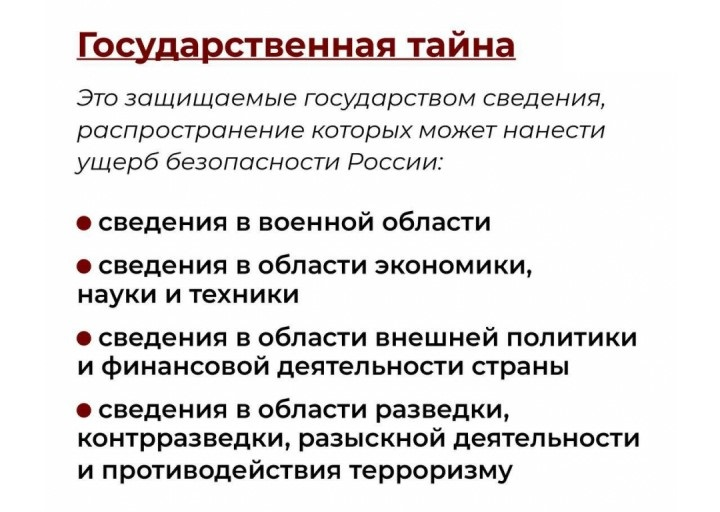 Государственная тайна
Это защищаемые государством сведения,
распространение которых может нанести
ущерб безопасности России:
● сведения в военной области
● сведения в области экономики,
науки и техники
● сведения в области внешней политики
и финансовой деятельности страны
● сведения в области разведки,
контрразведки, разыскной деятельности
и противодействия терроризму